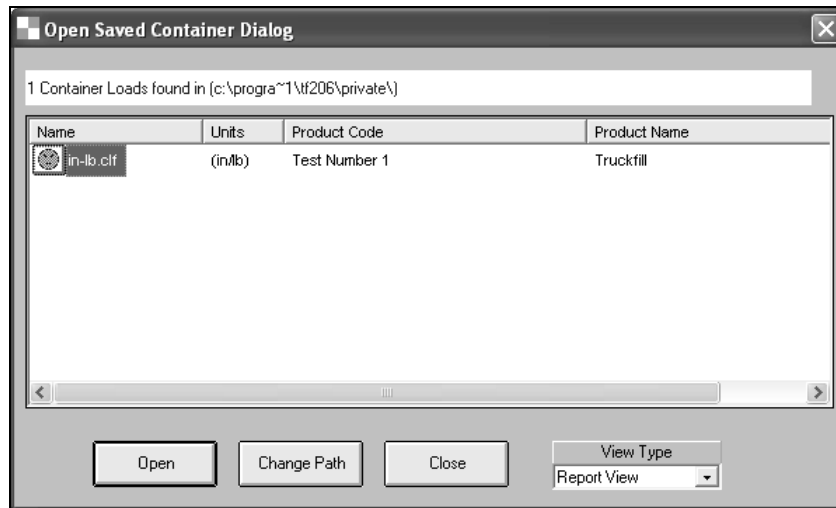 Open Saved Container Dialog
1 Container Loads found in (c:\progra~1\tf206\private\)
Name Units Product Code Product Name
in-lb.clf (in/lb) Test Number 1 Truckfill
Open Change Path Close
View Type
Report View